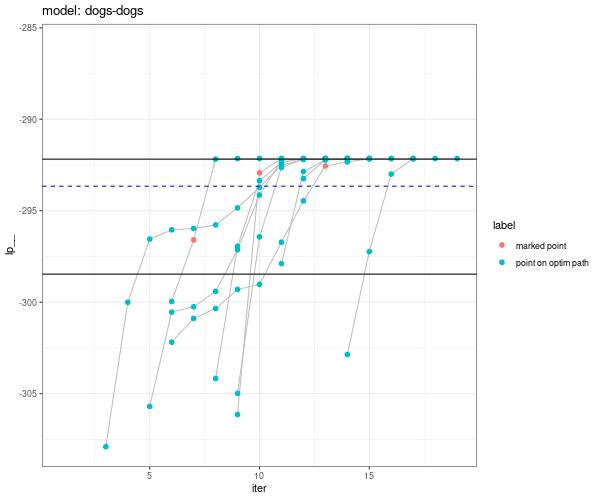 model: dogs-dogs
-285
-290
-295
-300
-305
lp__
5
10
15
iter
label
marked point
point on optim path